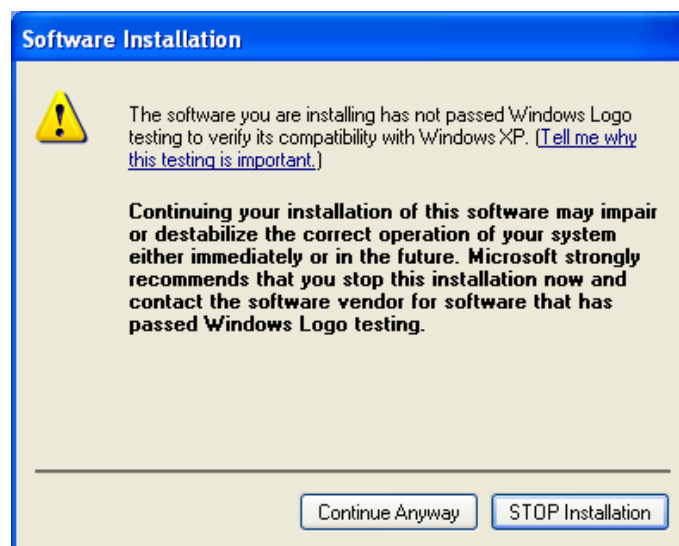 Software Installation
The software you are installing has not passed Windows Logo
testing to verify its compatibility with Windows XP. (Tell me why
this testing is important.)
Continuing your installation of this software may impair
or destabilize the correct operation of your system
either immediately or in the future. Microsoft strongly
recommends that you stop this installation now and
contact the software vendor for software that has
passed Windows Logo testing.
Continue Anyway
STOP Installation